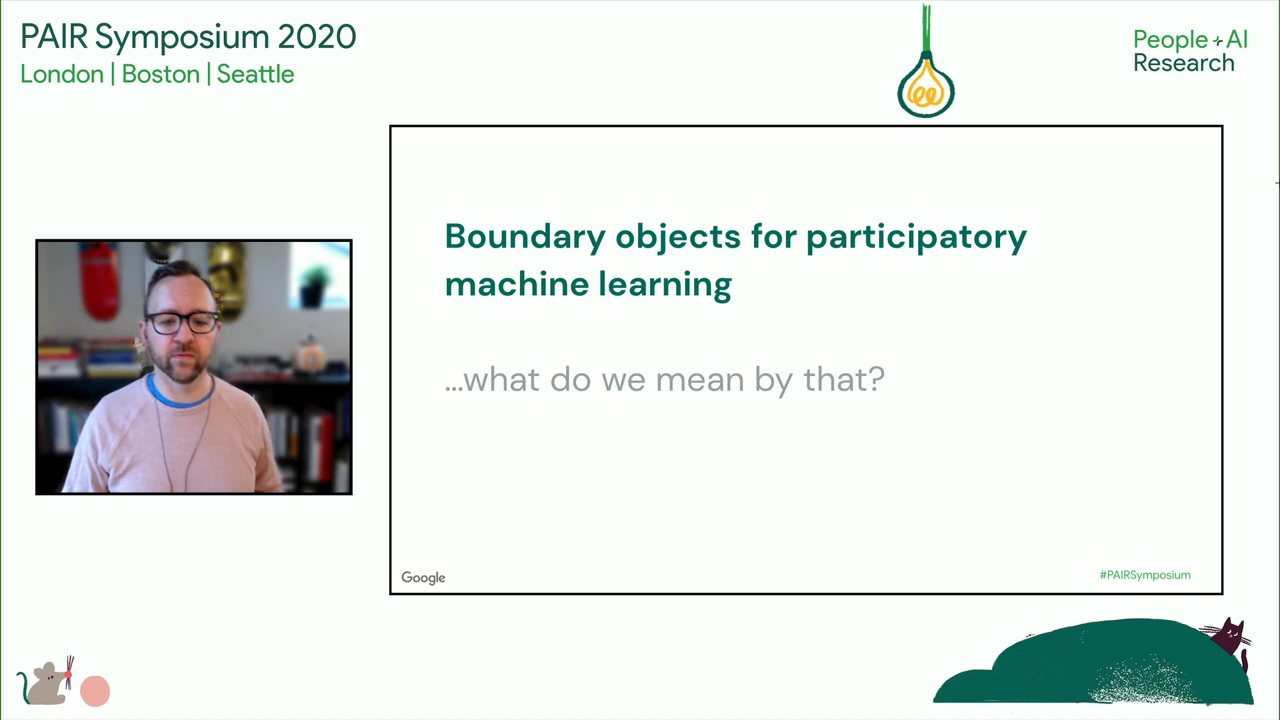 PAIR Symposium 2020
London | Boston | Seattle
People + AI
Research
Boundary objects for participatory
machine learning
...what do we mean by that?
Google
#PAIRSymposium